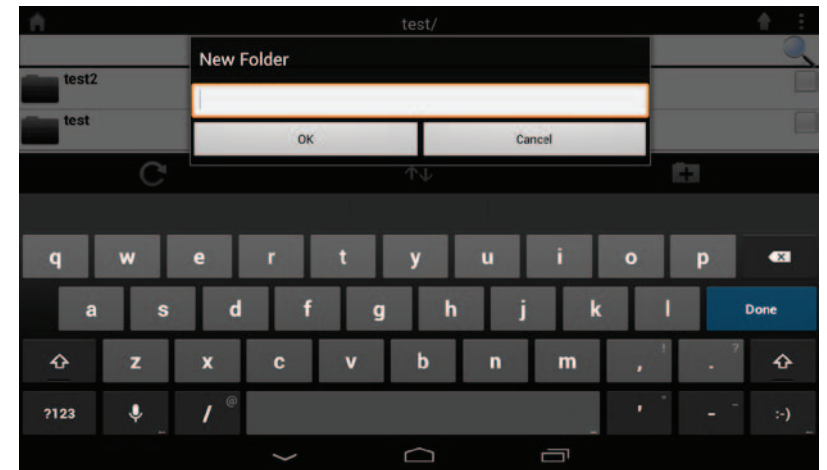 test/
New Folder
test2
test
OK Cancel
q w e r t y u i o p
a s d f g h j k l Done
z x c v b n m , ! . ?
?123 / @ ' " - _ :-)